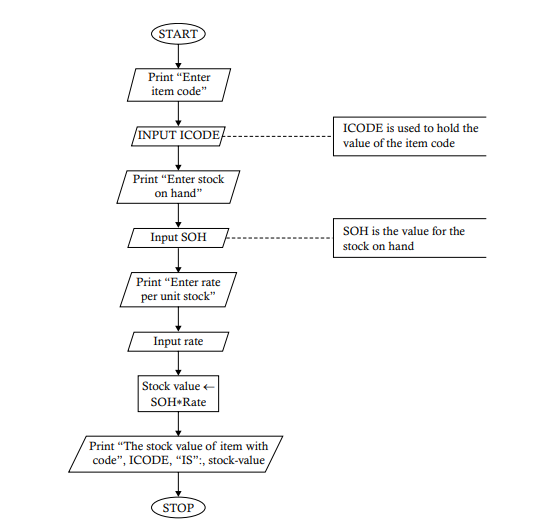 START
Print “Enter
item code”
INPUT ICODE
ICODE is used to hold the
value of the item code
Print “Enter stock
on hand”
Input SOH
SOH is the value for the
stock on hand
Print “Enter rate
per unit stock”
Input rate
Stock value ←
SOH*Rate
Print “The stock value of item with
code”, ICODE, “IS”:, stock-value
STOP